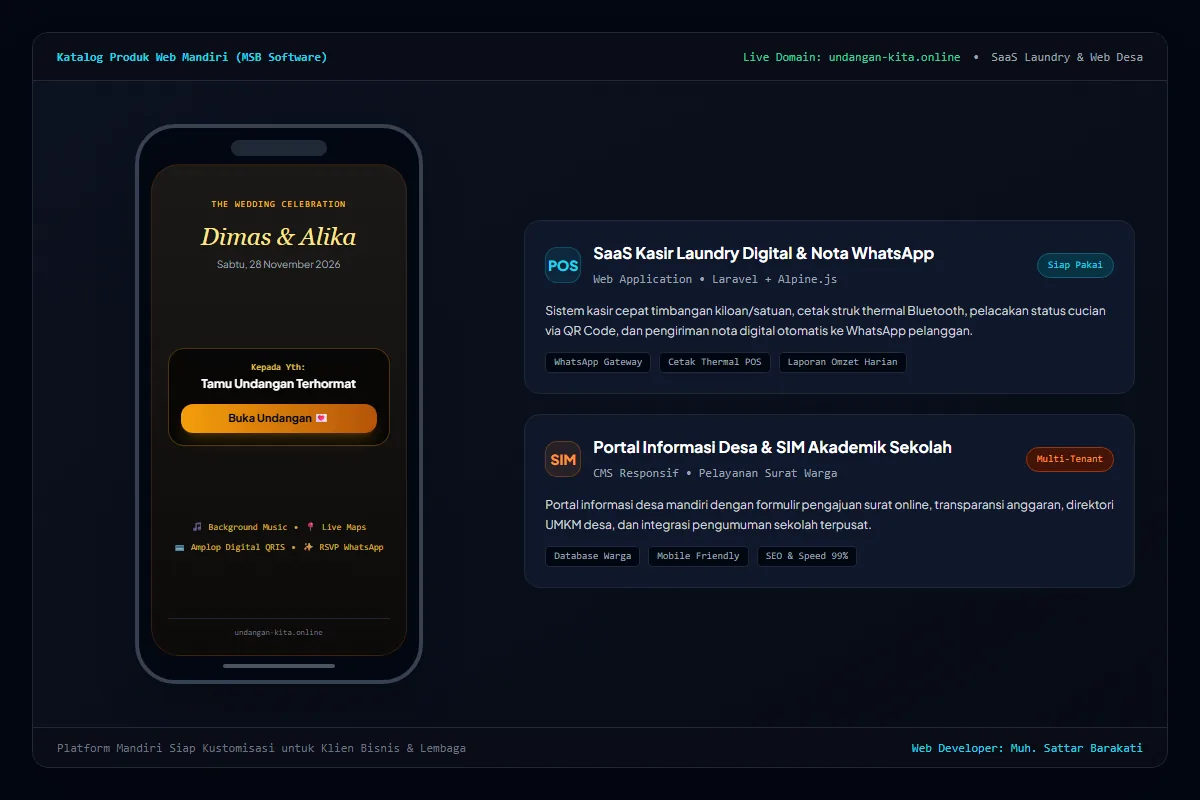 Katalog Produk Web Mandiri (MSB Software)
Live Domain: undangan-kita.online • SaaS Laundry & Web Desa
THE WEDDING CELEBRATION
Dimas & Alika
Sabtu, 28 November 2026
Kepada Yth:
Tamu Undangan Terhormat
Buka Undangan 💌
🎵 Background Music • 📍 Live Maps
💳 Amplop Digital QRIS • ✨ RSVP WhatsApp
undangan-kita.online
POS
SaaS Kasir Laundry Digital & Nota WhatsApp
Web Application • Laravel + Alpine.js
Siap Pakai
Sistem kasir cepat timbangan kiloan/satuan, cetak struk thermal Bluetooth, pelacakan status cucian
via QR Code, dan pengiriman nota digital otomatis ke WhatsApp pelanggan.
WhatsApp Gateway
Cetak Thermal POS
Laporan Omzet Harian
SIM
Portal Informasi Desa & SIM Akademik Sekolah
CMS Responsif • Pelayanan Surat Warga
Multi-Tenant
Portal informasi desa mandiri dengan formulir pengajuan surat online, transparansi anggaran, direktori
UMKM desa, dan integrasi pengumuman sekolah terpusat.
Database Warga
Mobile Friendly
SEO & Speed 99%
Platform Mandiri Siap Kustomisasi untuk Klien Bisnis & Lembaga
Web Developer: Muh. Sattar Barakati